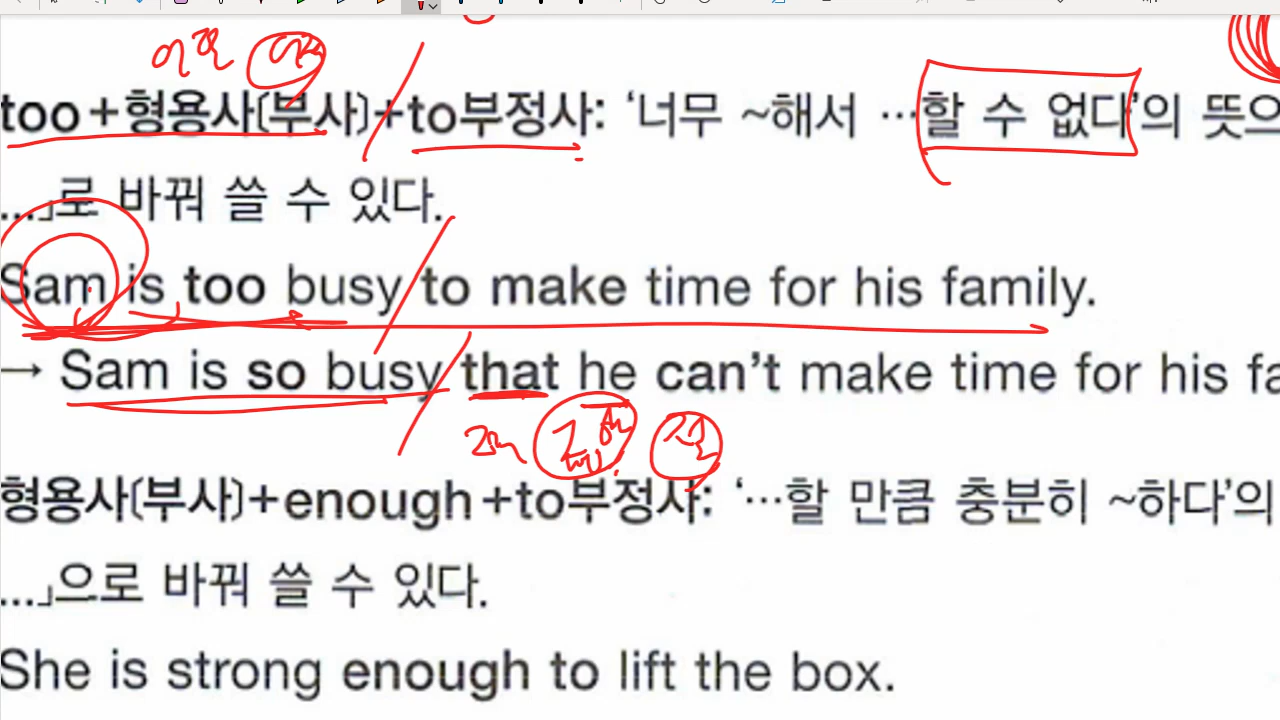 too+형용사(부사)+to부정사: ‘너무 ~해서 …할 수 없다’의 뜻으
…」로 바꿔 쓸 수 있다.
Sam is too busy to make time for his family.
→ Sam is so busy that he can't make time for his fa
형용사(부사)+enough+to부정사: ‘…할 만큼 충분히 ~하다’의
…」으로 바꿔 쓸 수 있다.
She is strong enough to lift the box.